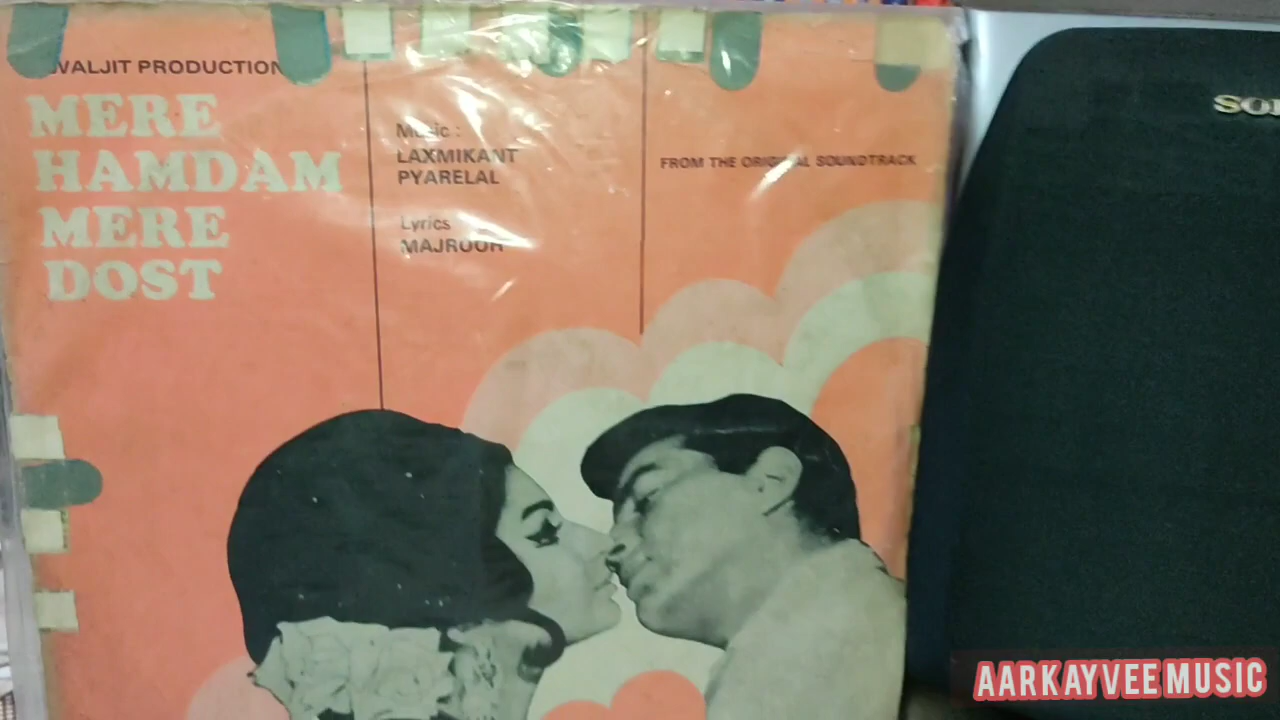 WALJIT PRODUCTION
MERE
HAMDAM
MERE
DOST
Music :
LAXMIKANT
PYARELAL
Lyrics
MAJROOH
FROM THE ORIGINAL SOUNDTRACK
AARKAYVEE MUSIC